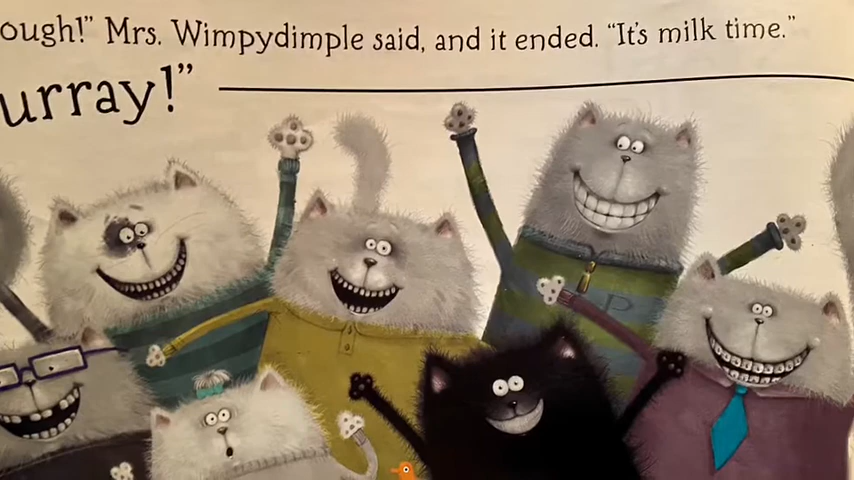 ough!” Mrs. Wimpydimple said, and it ended. “It’s milk time.”
urray!”
P